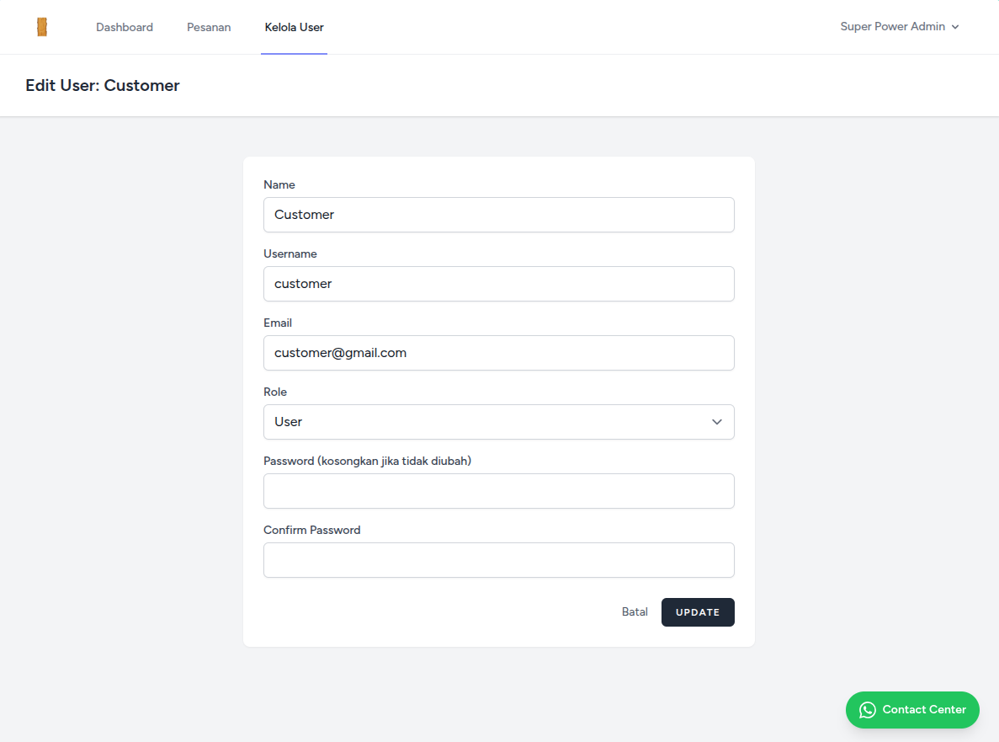 Dashboard Pesanan Kelola User Super Power Admin
Edit User: Customer
Name
Customer
Username
customer
Email
customer@gmail.com
Role
User
Password (kosongkan jika tidak diubah)
Confirm Password
Batal UPDATE
Contact Center